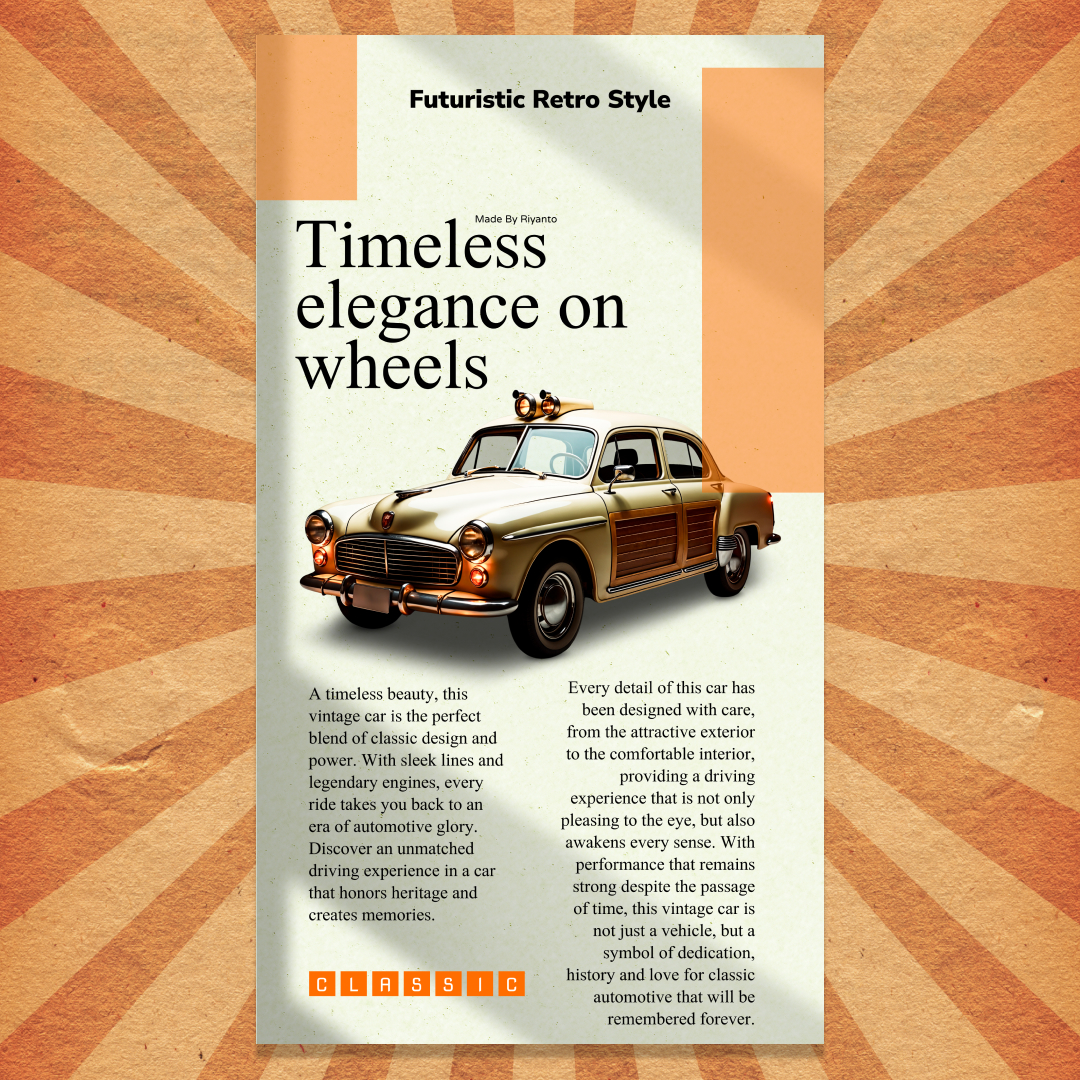 Futuristic Retro Style
Made By Riyanto
Timeless
elegance on
wheels
A timeless beauty, this
vintage car is the perfect
blend of classic design and
power. With sleek lines and
legendary engines, every
ride takes you back to an
era of automotive glory.
Discover an unmatched
driving experience in a car
that honors heritage and
creates memories.
CLASSIC
Every detail of this car has
been designed with care,
from the attractive exterior
to the comfortable interior,
providing a driving
experience that is not only
pleasing to the eye, but also
awakens every sense. With
performance that remains
strong despite the passage
of time, this vintage car is
not just a vehicle, but a
symbol of dedication,
history and love for classic
automotive that will be
remembered forever.